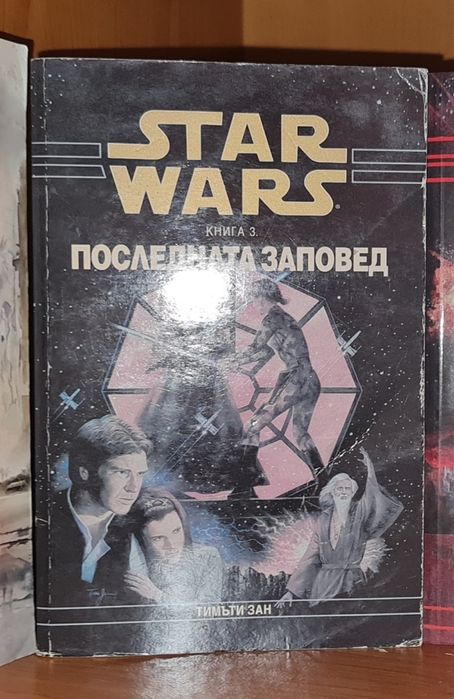 STAR
WARS®
КНИГА 3.
ПОСЛЕДНАТА ЗАПОВЕД
ТИМЪТИ ЗАН